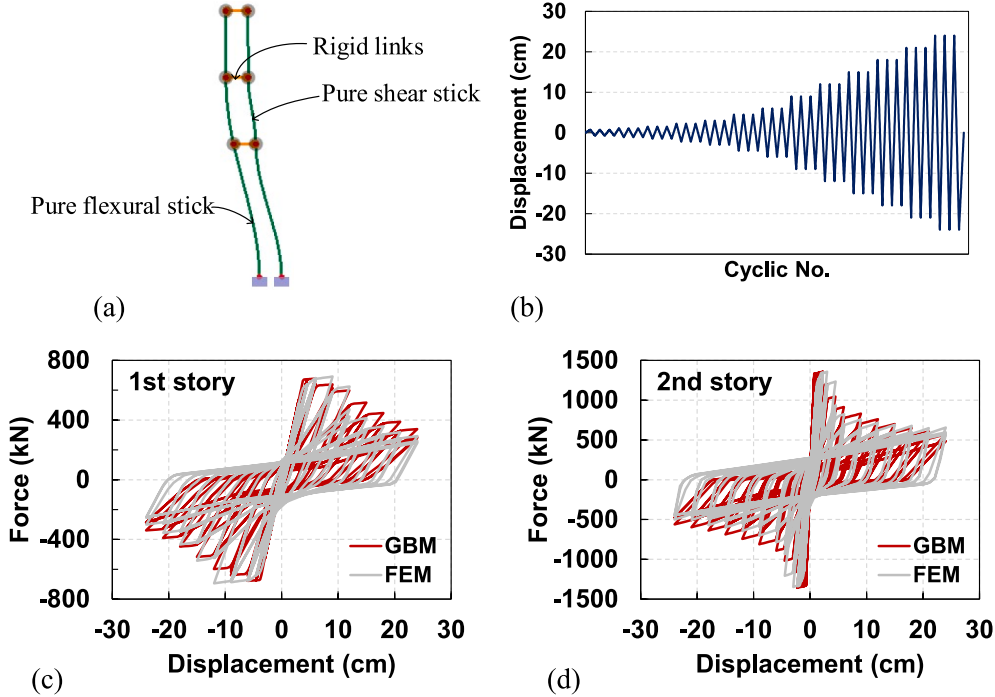 Rigid links
Pure shear stick
Pure flexural stick
(a)
Displacement (cm)
30
20
10
0
-10
-20
-30
Cyclic No.
(b)
Force (kN)
800
400
0
-400
-800
1st story
GBM
FEM
-30 -20 -10 0 10 20 30
Displacement (cm)
(c)
Force (kN)
1500
1000
500
0
-500
-1000
-1500
2nd story
GBM
FEM
-30 -20 -10 0 10 20 30
Displacement (cm)
(d)